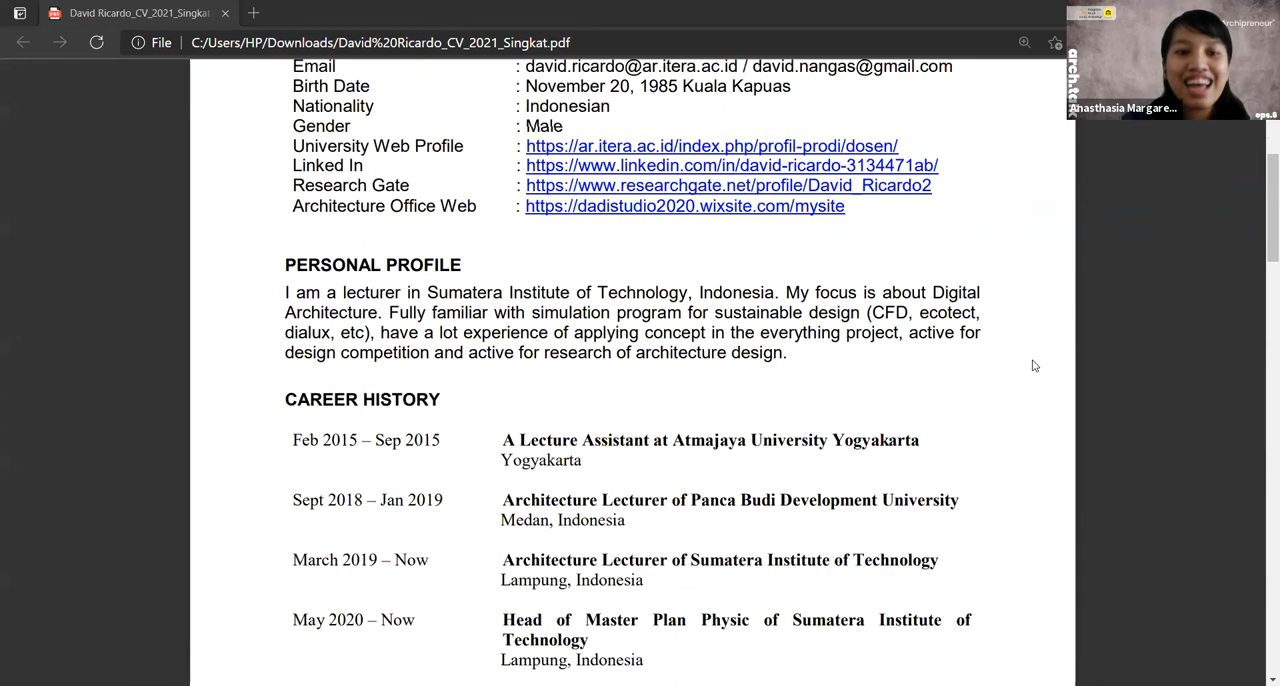 David Ricardo_CV_2021_Singkat.
File
C:/Users/HP/Downloads/David%20Ricardo_CV_2021_Singkat.pdf
Archipreneur
arch.talk
Anasthasia Margare...
eps.6
Email : david.ricardo@ar.itera.ac.id / david.nangas@gmail.com
Birth Date : November 20, 1985 Kuala Kapuas
Nationality : Indonesian
Gender : Male
University Web Profile : https://ar.itera.ac.id/index.php/profil-prodi/dosen/
Linked In : https://www.linkedin.com/in/david-ricardo-3134471ab/
Research Gate : https://www.researchgate.net/profile/David_Ricardo2
Architecture Office Web : https://dadistudio2020.wixsite.com/mysite
PERSONAL PROFILE
I am a lecturer in Sumatera Institute of Technology, Indonesia. My focus is about Digital
Architecture. Fully familiar with simulation program for sustainable design (CFD, ecotect,
dialux, etc), have a lot experience of applying concept in the everything project, active for
design competition and active for research of architecture design.
CAREER HISTORY
Feb 2015 – Sep 2015 A Lecture Assistant at Atmajaya University Yogyakarta
Yogyakarta
Sept 2018 – Jan 2019 Architecture Lecturer of Panca Budi Development University
Medan, Indonesia
March 2019 – Now Architecture Lecturer of Sumatera Institute of Technology
Lampung, Indonesia
May 2020 – Now Head of Master Plan Physic of Sumatera Institute of
Technology
Lampung, Indonesia